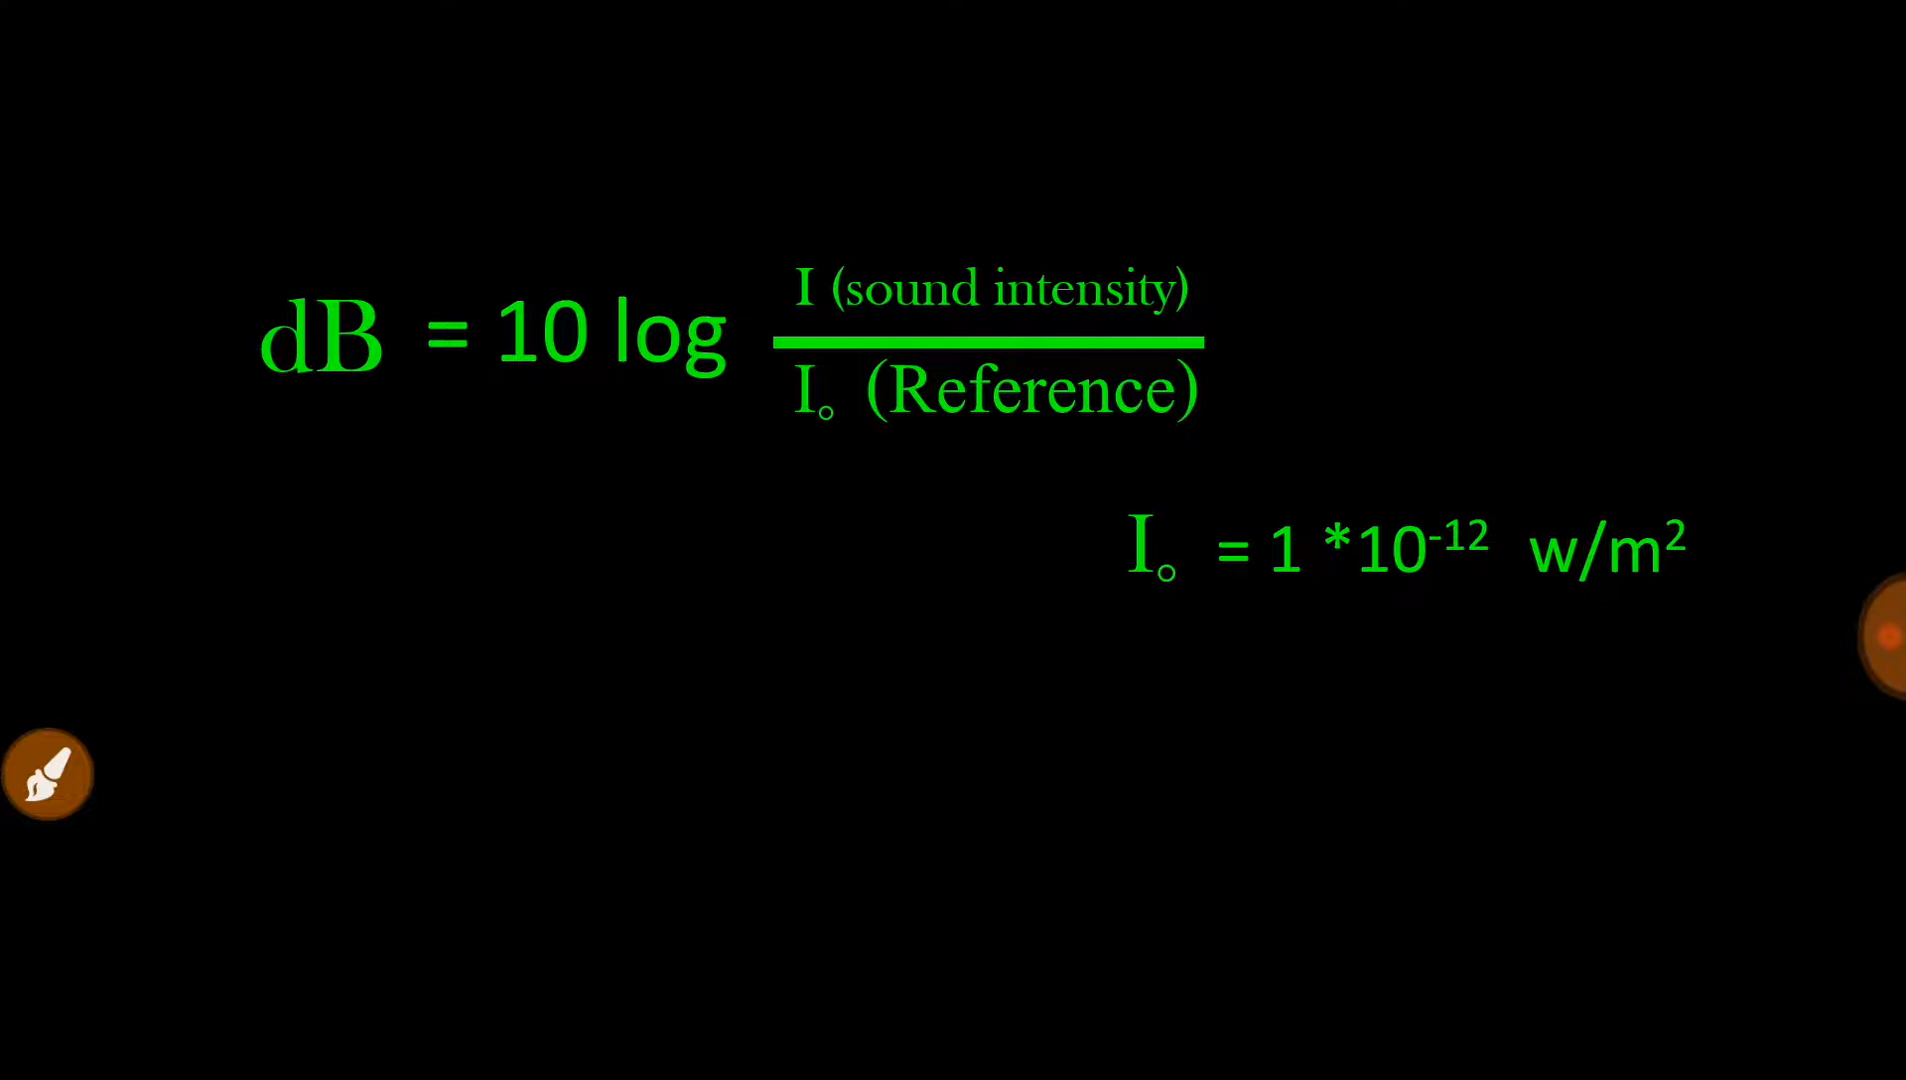 dB = 10 log I (sound intensity)
I₀ (Reference)
I₀ = 1 *10⁻¹² w/m²